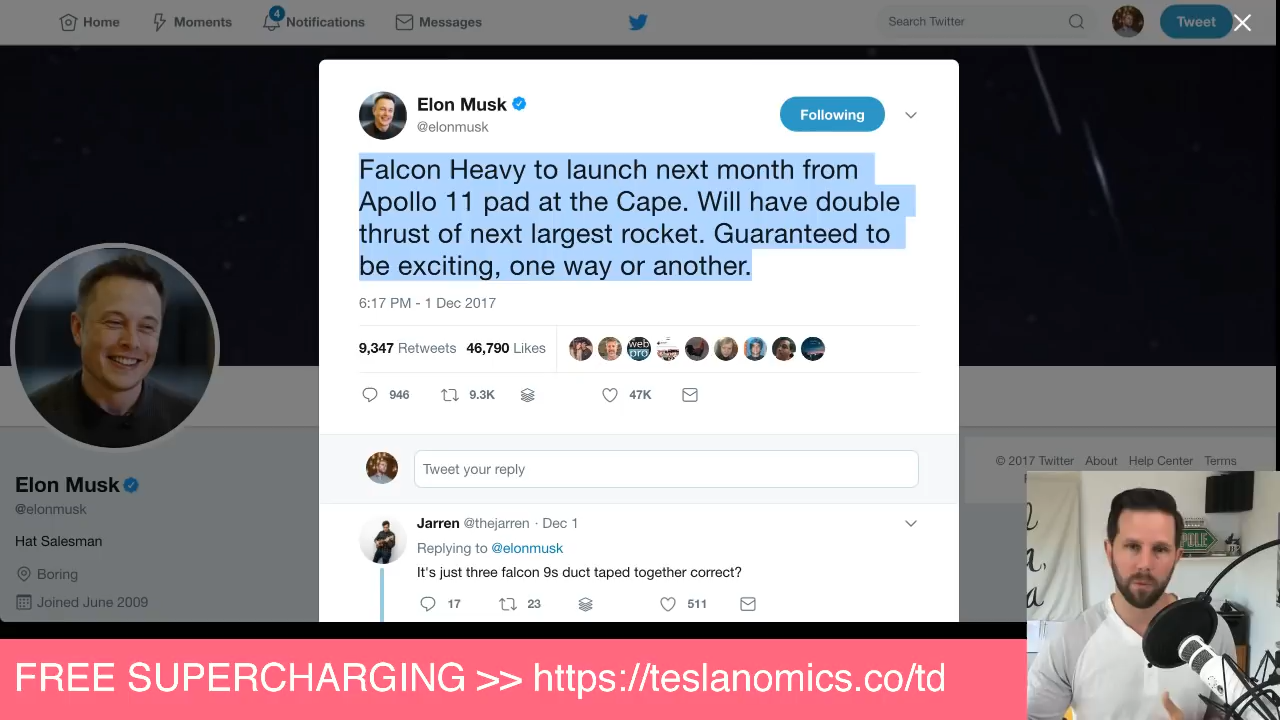 Home
Moments
4
Notifications
Messages
Search Twitter
Tweet
Elon Musk
@elonmusk
Following
Falcon Heavy to launch next month from
Apollo 11 pad at the Cape. Will have double
thrust of next largest rocket. Guaranteed to
be exciting, one way or another.
6:17 PM - 1 Dec 2017
9,347 Retweets 46,790 Likes
web
pro
946 9.3K 47K
Tweet your reply
Jarren @thejarren · Dec 1
Replying to @elonmusk
It's just three falcon 9s duct taped together correct?
17 23 511
Elon Musk
@elonmusk
Hat Salesman
Boring
Joined June 2009
© 2017 Twitter About Help Center Terms
FREE SUPERCHARGING >> https://teslanomics.co/td